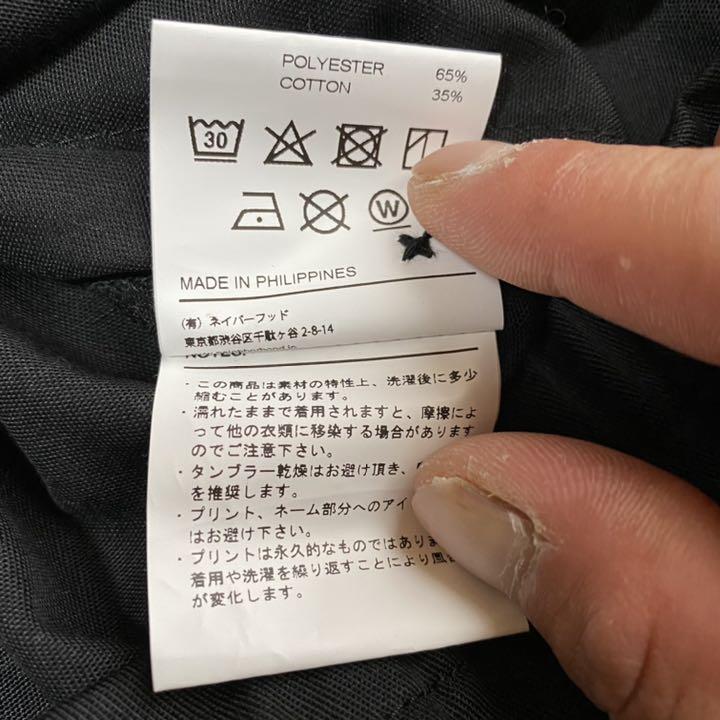 POLYESTER 65%
COTTON 35%
30
W
MADE IN PHILIPPINES
（有）ネイバーフッド
東京都渋谷区千駄ヶ谷2-8-14
NOTES:
・この商品は素材の特性上、洗濯後に多少
縮むことがあります。
・濡れたままで着用されますと、摩擦によ
って他の衣類に移染する場合があります
のでご注意下さい。
・タンブラー乾燥はお避け頂き、
を推奨します。
・プリント、ネーム部分へのアイ
はお避け下さい。
・プリントは永久的なものではありま
着用や洗濯を繰り返すことにより風
が変化します。